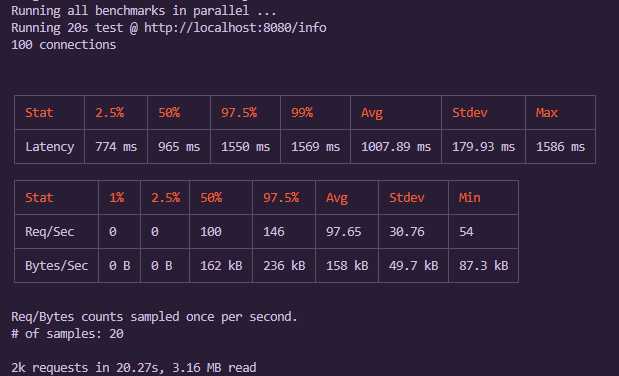 Running all benchmarks in parallel ...
Running 20s test @ http://localhost:8080/info
100 connections
Stat 2.5% 50% 97.5% 99% Avg Stdev Max
Latency 774 ms 965 ms 1550 ms 1569 ms 1007.89 ms 179.93 ms 1586 ms
Stat 1% 2.5% 50% 97.5% Avg Stdev Min
Req/Sec 0 0 100 146 97.65 30.76 54
Bytes/Sec 0 B 0 B 162 kB 236 kB 158 kB 49.7 kB 87.3 kB
Req/Bytes counts sampled once per second.
# of samples: 20
2k requests in 20.27s, 3.16 MB read